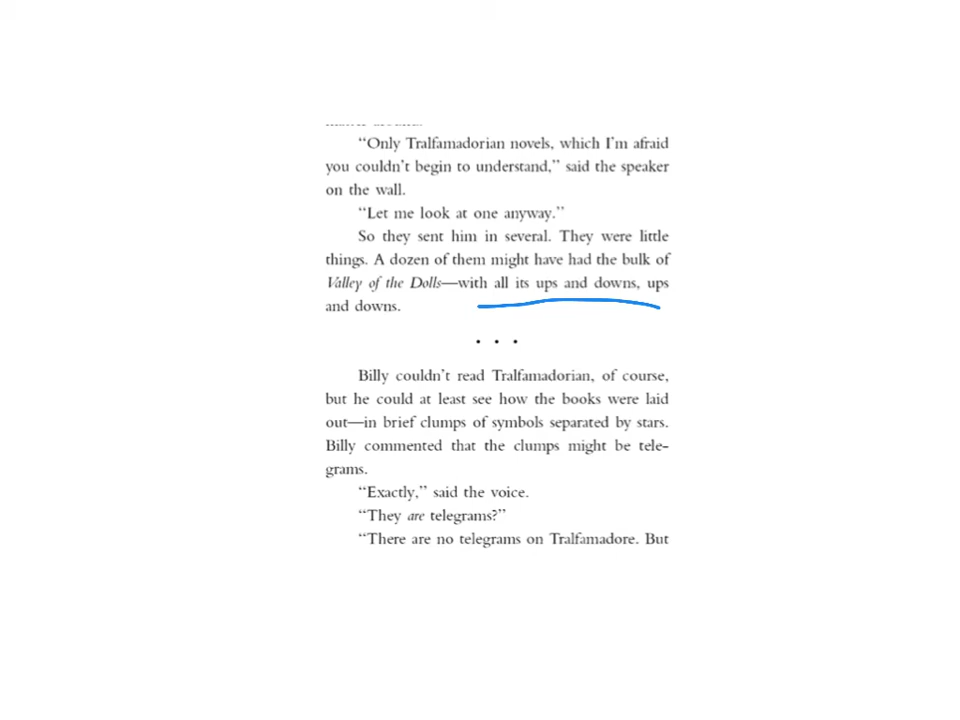 "Only Tralfamadorian novels, which I'm afraid
you couldn't begin to understand," said the speaker
on the wall.
"Let me look at one anyway."
So they sent him in several. They were little
things. A dozen of them might have had the bulk of
Valley of the Dolls—with all its ups and downs, ups
and downs.
• • •
Billy couldn't read Tralfamadorian, of course,
but he could at least see how the books were laid
out—in brief clumps of symbols separated by stars.
Billy commented that the clumps might be tele-
grams.
"Exactly," said the voice.
"They are telegrams?"
"There are no telegrams on Tralfamadore. But